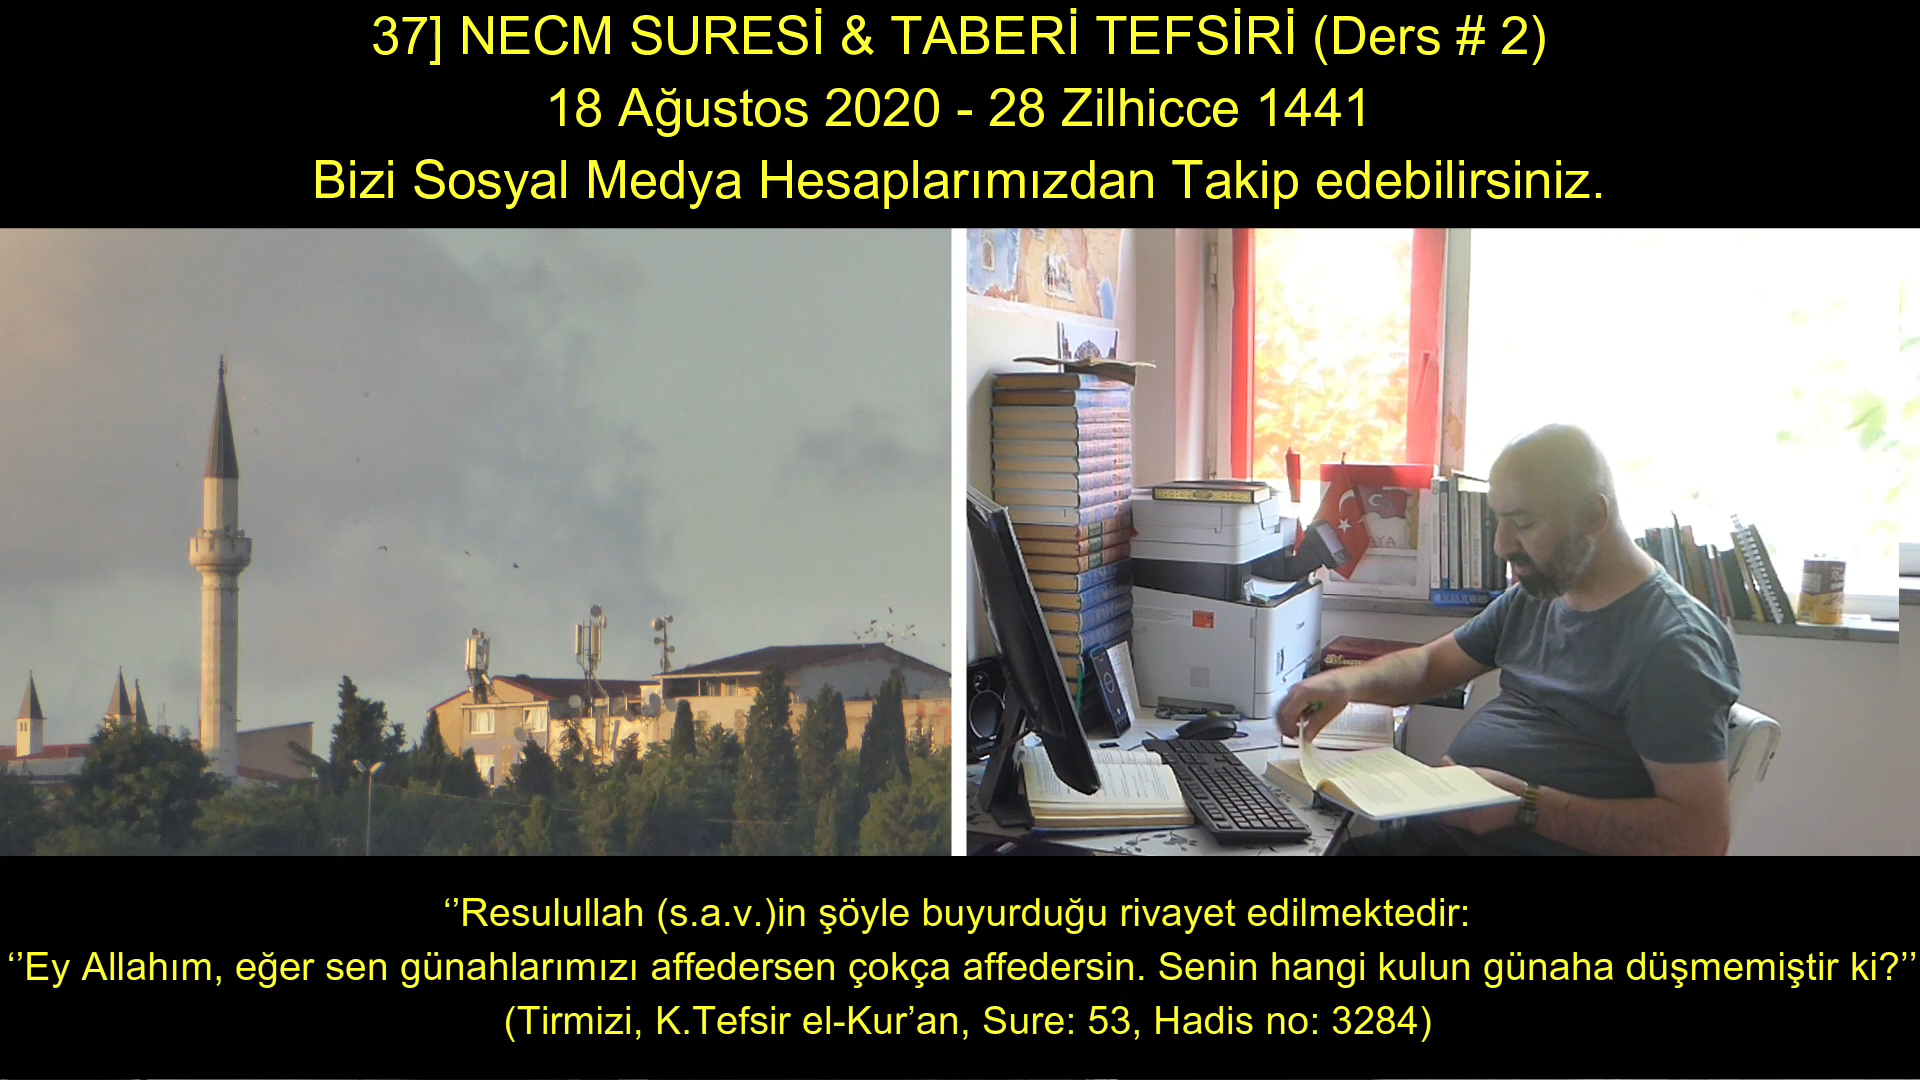 37] NECM SURESİ & TABERİ TEFSİRİ (Ders # 2)
18 Ağustos 2020 - 28 Zilhicce 1441
Bizi Sosyal Medya Hesaplarımızdan Takip edebilirsiniz.
‘’Resulullah (s.a.v.)in şöyle buyurduğu rivayet edilmektedir:
‘’Ey Allahım, eğer sen günahlarımızı affedersen çokça affedersin. Senin hangi kulun günaha düşmemiştir ki?’’
(Tirmizi, K.Tefsir el-Kur’an, Sure: 53, Hadis no: 3284)